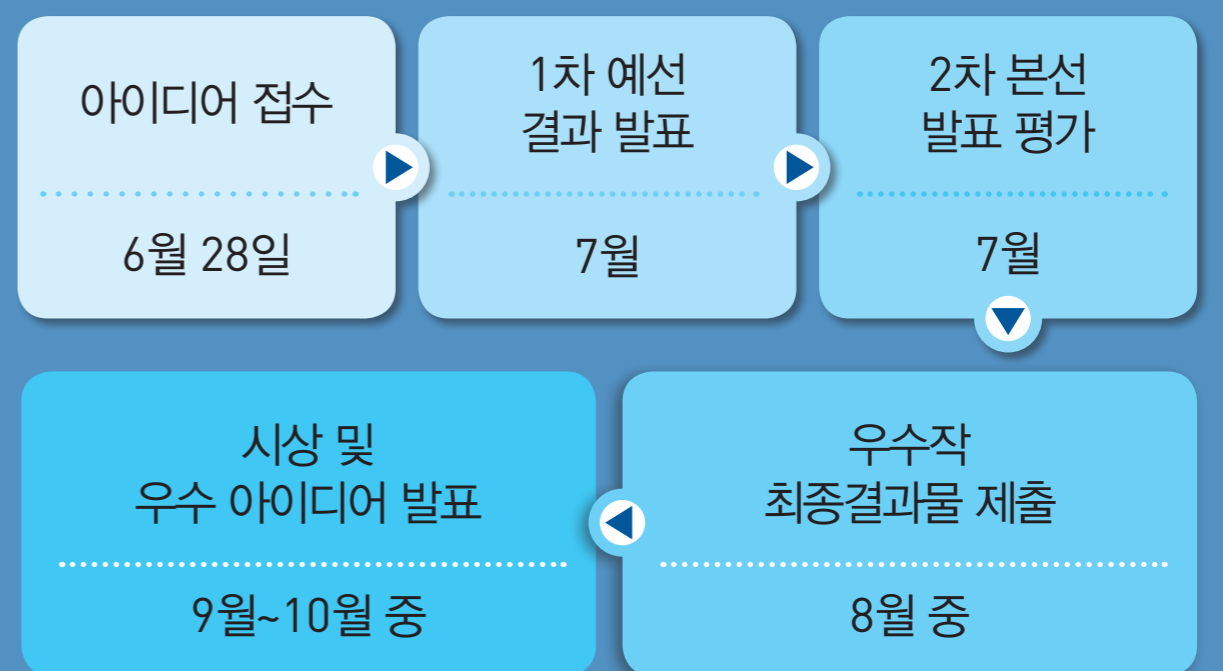 아이디어 접수
6월 28일
1차 예선
결과 발표
7월
2차 본선
발표 평가
7월
우수작
최종결과물 제출
8월 중
시상 및
우수 아이디어 발표
9월~10월 중